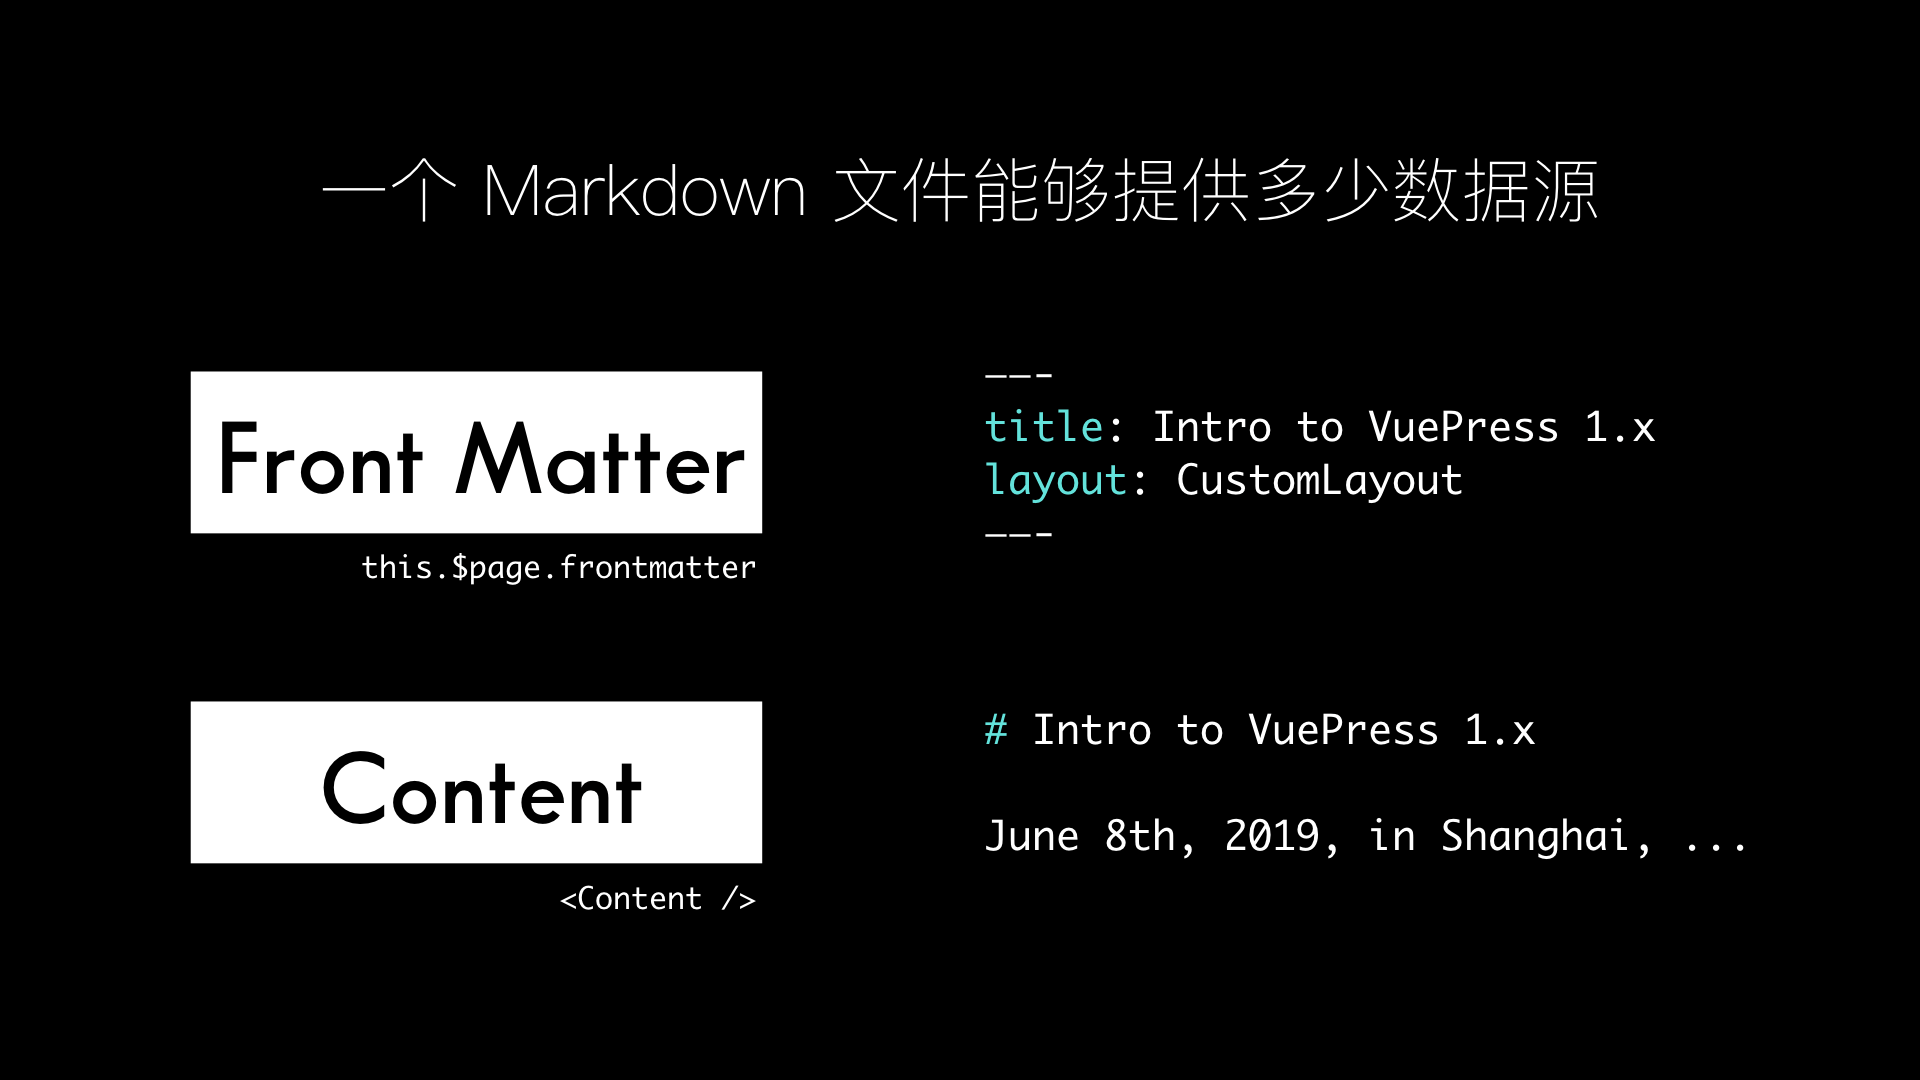 一个 Markdown 文件能够提供多少数据源
Front Matter
this.$page.frontmatter
——-
title: Intro to VuePress 1.x
layout: CustomLayout
——-
Content
<Content />
# Intro to VuePress 1.x
June 8th, 2019, in Shanghai, ...